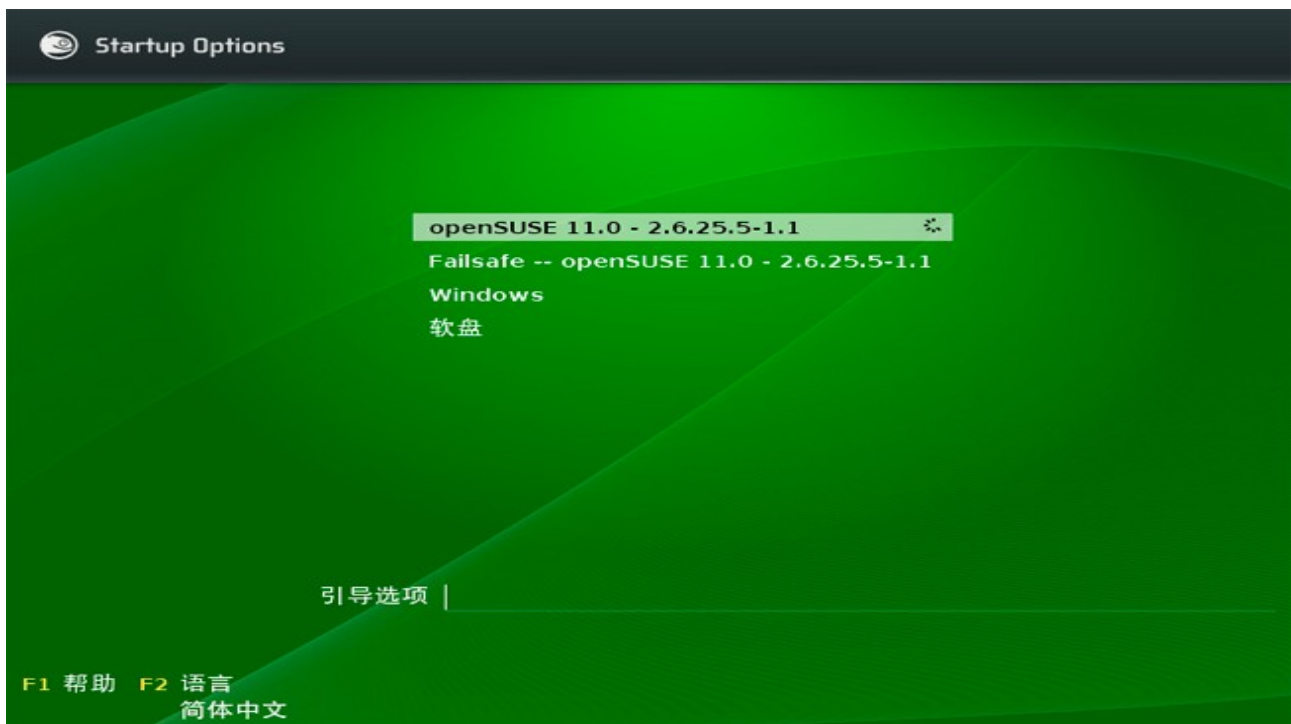 Startup Options
openSUSE 11.0 - 2.6.25.5-1.1
Failsafe -- openSUSE 11.0 - 2.6.25.5-1.1
Windows
软盘
引导选项
F1 帮助 F2 语言
简体中文